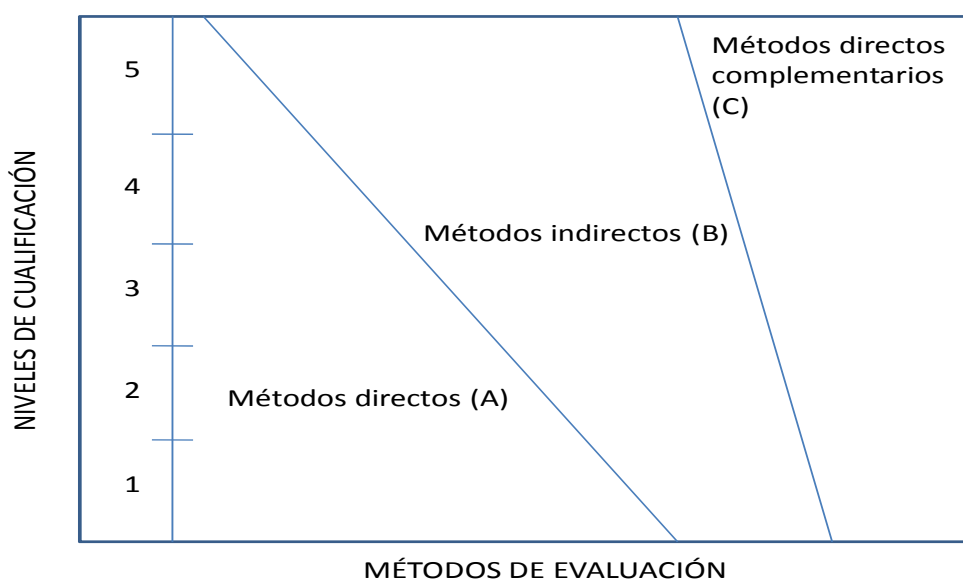 NIVELES DE CUALIFICACIÓN
5
4
3
2
1
Métodos directos
complementarios
(C)
Métodos indirectos (B)
Métodos directos (A)
MÉTODOS DE EVALUACIÓN